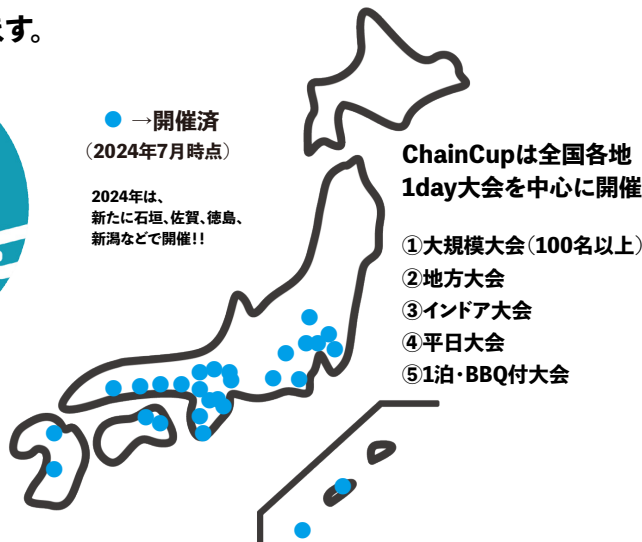 ます。
→開催済
（2024年7月時点）
2024年は、
新たに石垣、佐賀、徳島、
新潟などで開催!!
ChainCupは全国各地
1day大会を中心に開催
①大規模大会（100名以上）
②地方大会
③インドア大会
④平日大会
⑤1泊・BBQ付大会